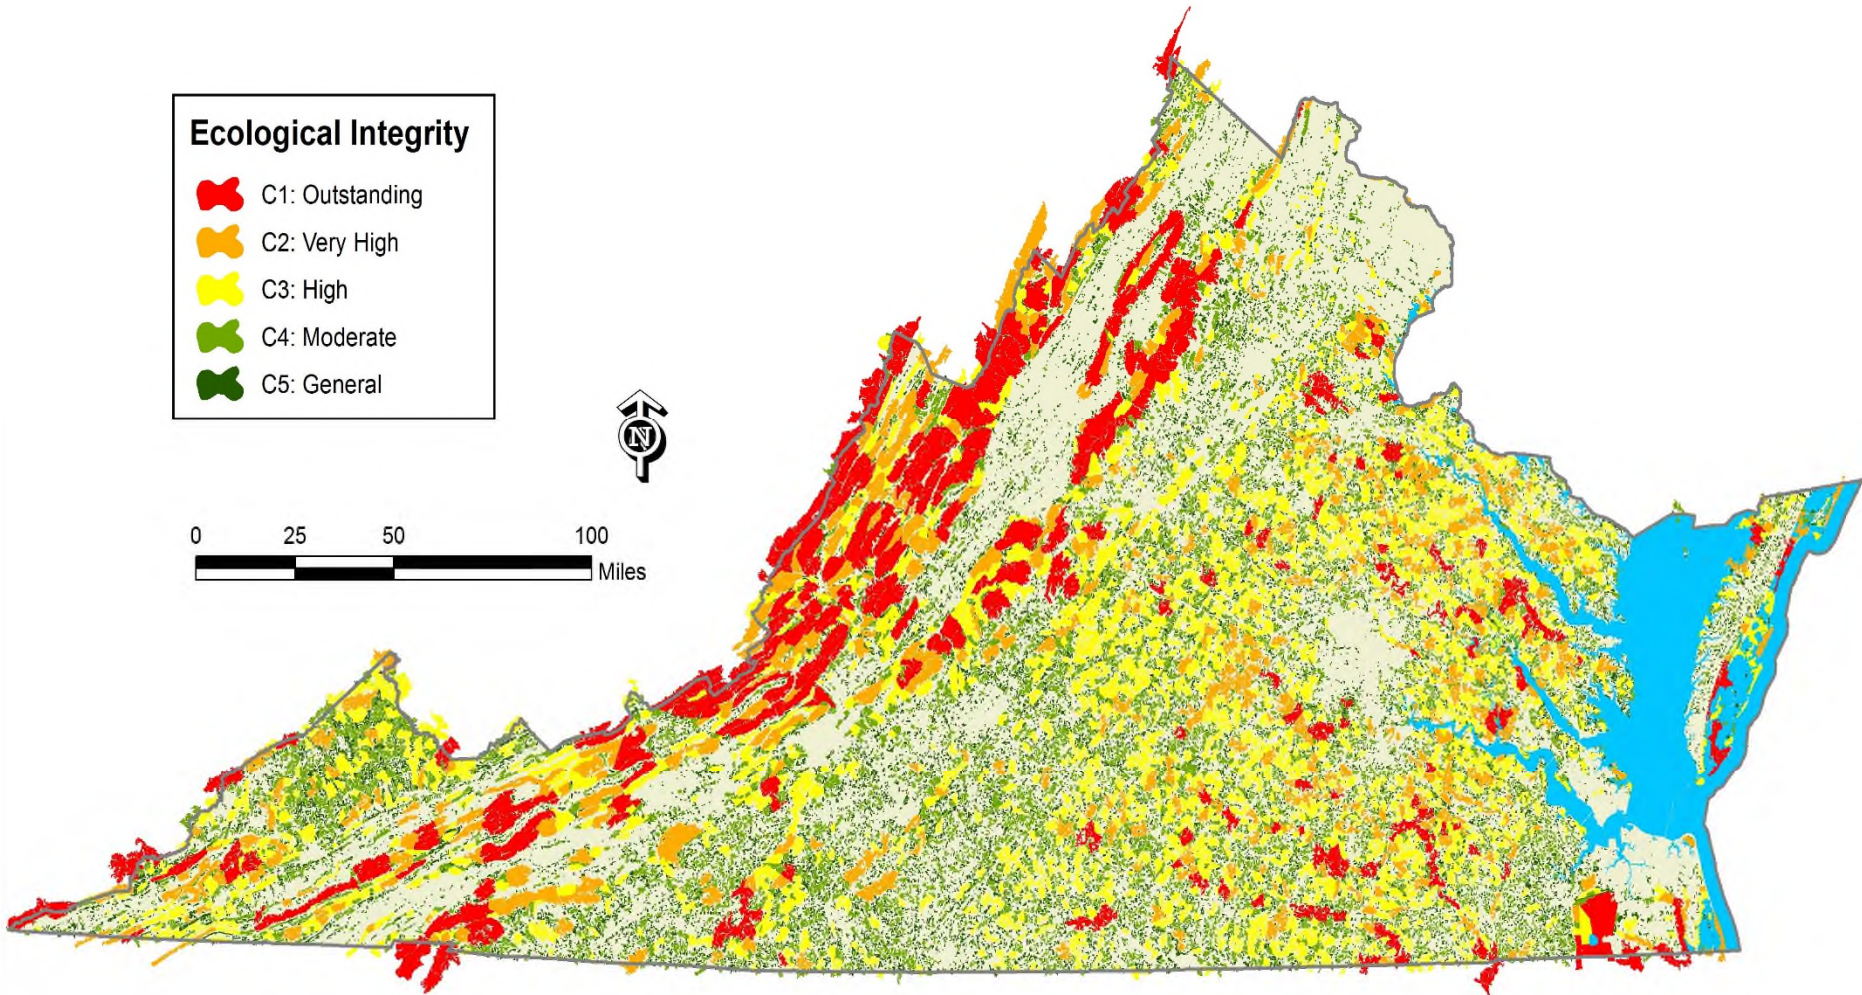 Ecological Integrity
C1: Outstanding
C2: Very High
C3: High
C4: Moderate
C5: General
N
0 25 50 100
Miles